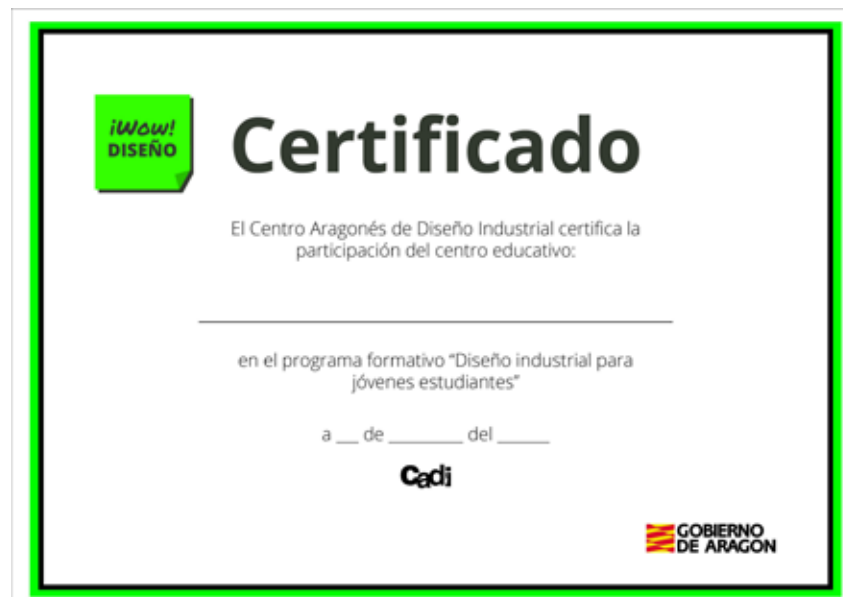 ¡Wow!
DISEÑO
Certificado
El Centro Aragonés de Diseño Industrial certifica la
participación del centro educativo:
en el programa formativo “Diseño industrial para
jóvenes estudiantes”
a ___ de ________ del ______
Cadi
GOBIERNO
DE ARAGON